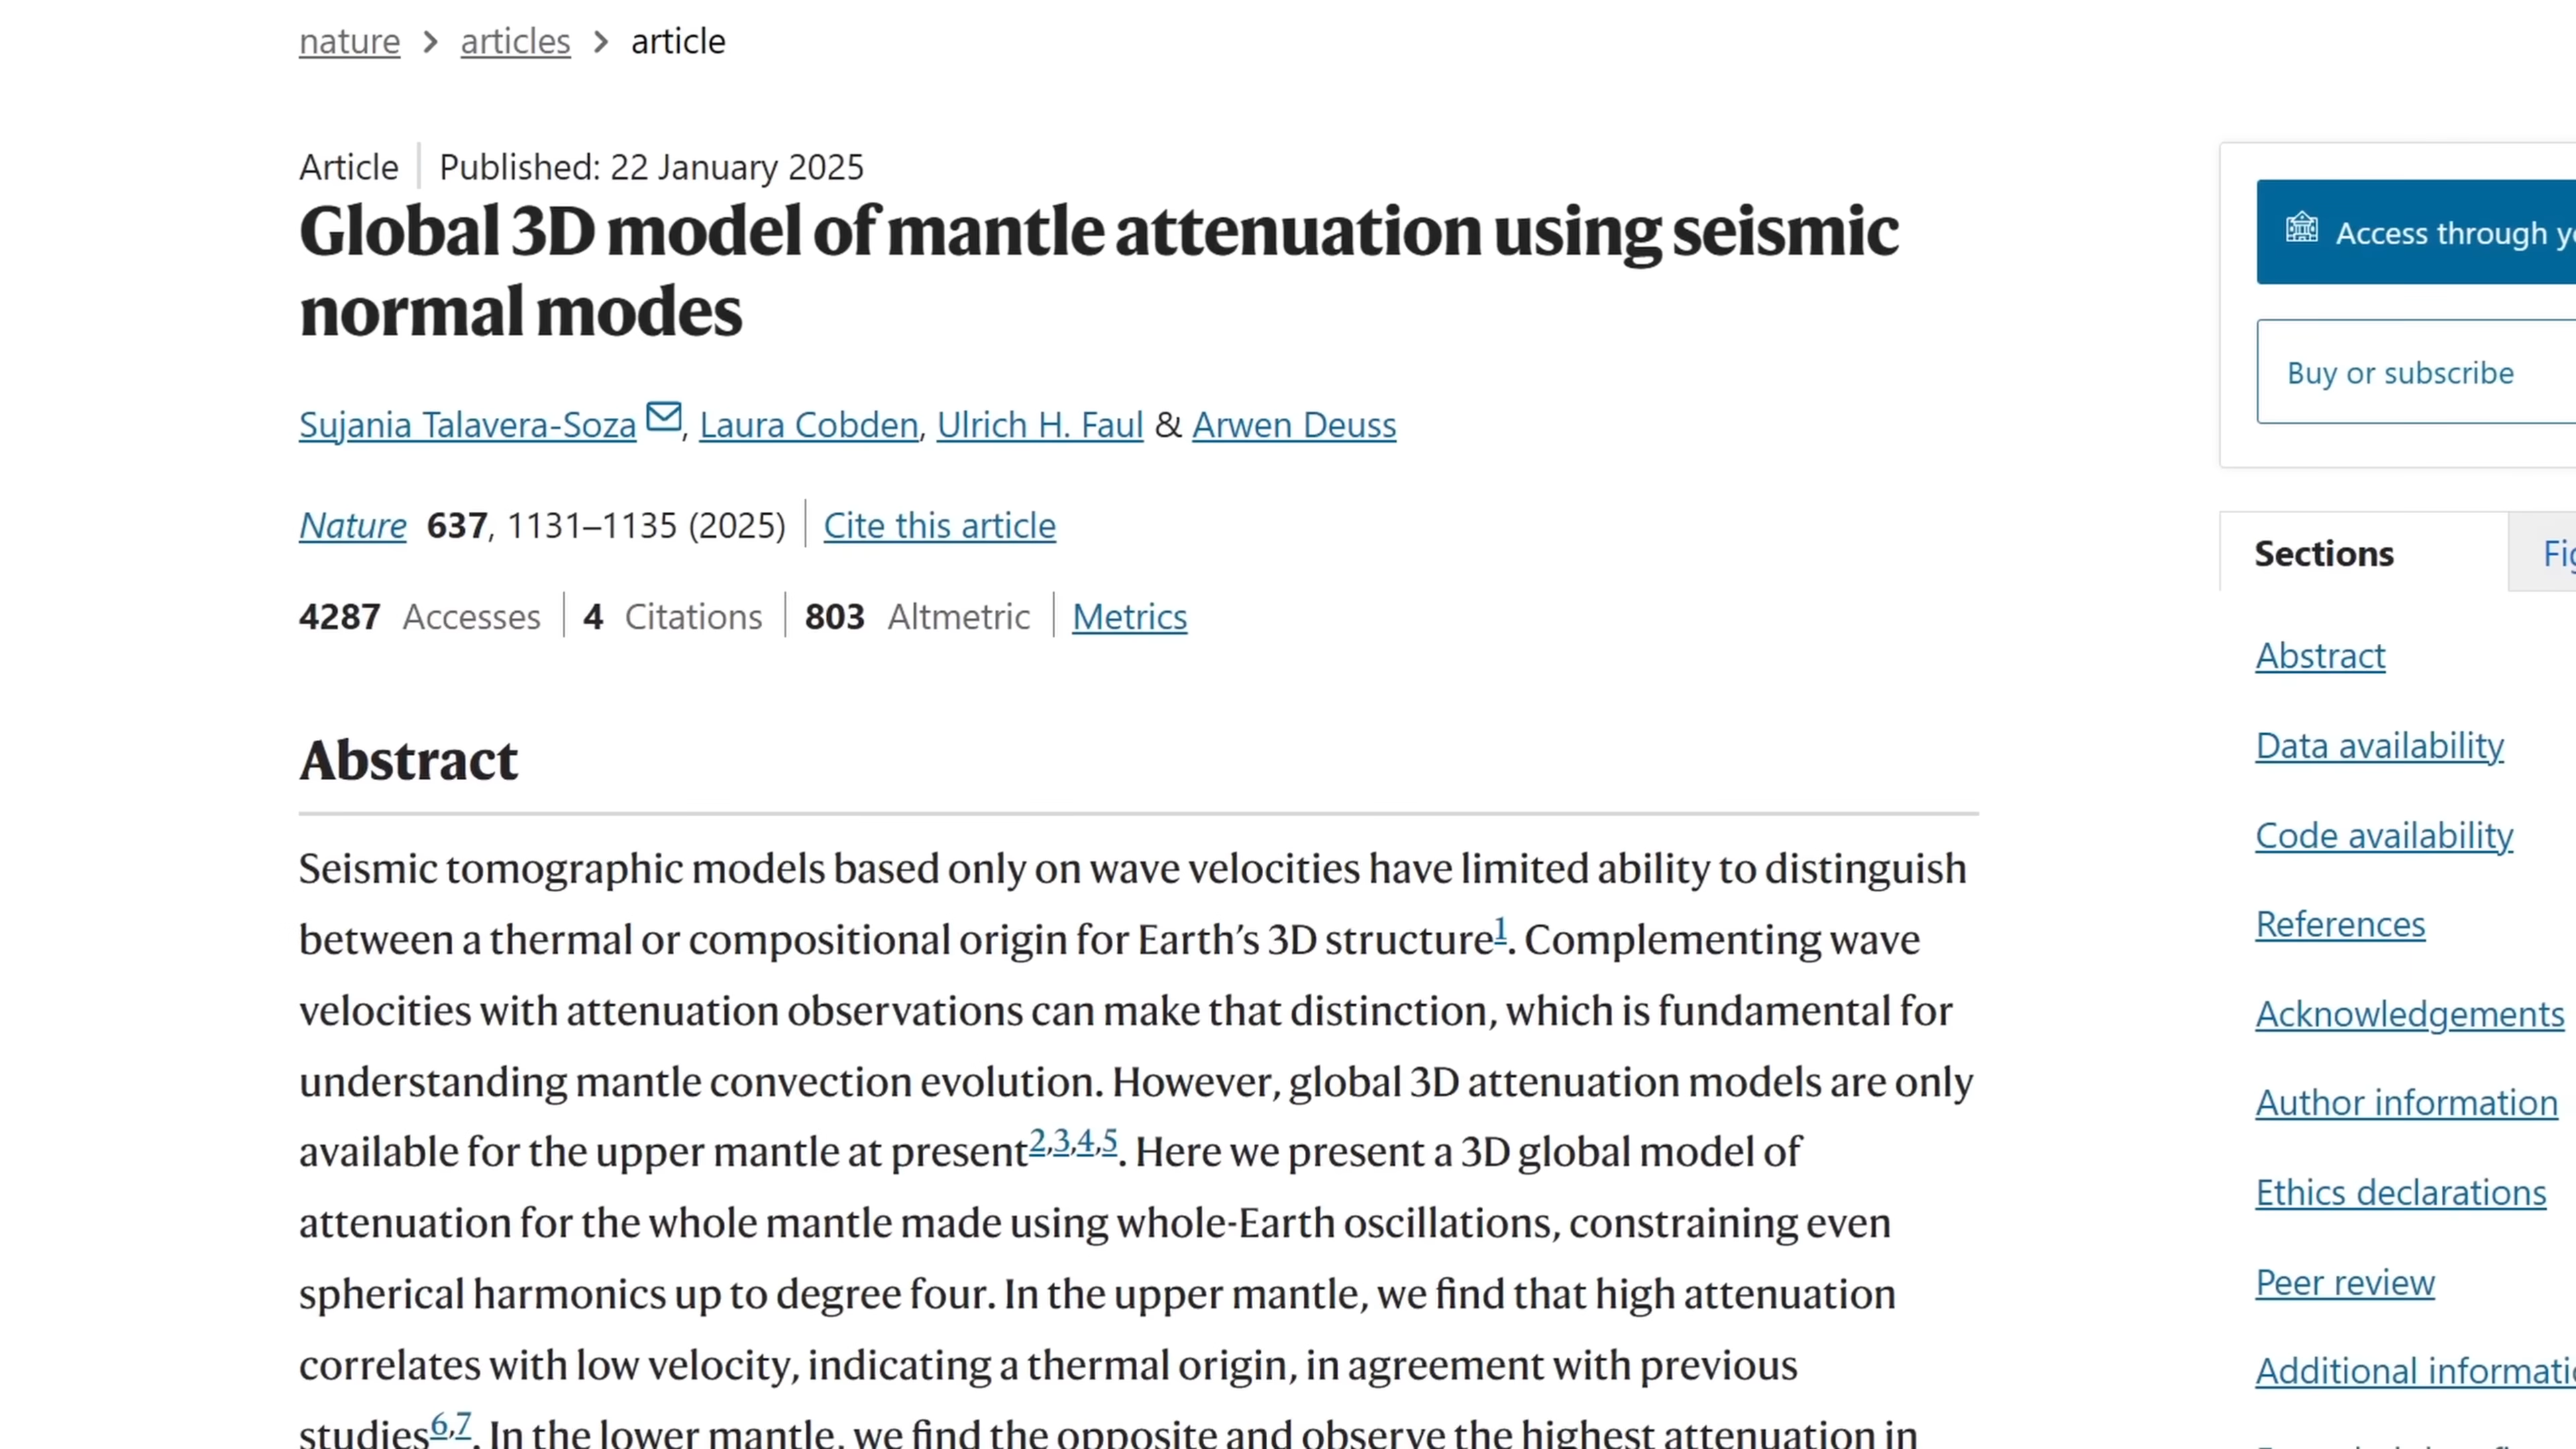 nature > articles > article
Article | Published: 22 January 2025
Global 3D model of mantle attenuation using seismic
normal modes
Sujania Talavera-Soza, Laura Cobden, Ulrich H. Faul & Arwen Deuss
Nature 637, 1131–1135 (2025) | Cite this article
4287 Accesses | 4 Citations | 803 Altmetric | Metrics
Abstract
Seismic tomographic models based only on wave velocities have limited ability to distinguish
between a thermal or compositional origin for Earth’s 3D structure1. Complementing wave
velocities with attenuation observations can make that distinction, which is fundamental for
understanding mantle convection evolution. However, global 3D attenuation models are only
available for the upper mantle at present2,3,4,5. Here we present a 3D global model of
attenuation for the whole mantle made using whole-Earth oscillations, constraining even
spherical harmonics up to degree four. In the upper mantle, we find that high attenuation
correlates with low velocity, indicating a thermal origin, in agreement with previous
studies6,7. In the lower mantle, we find the opposite and observe the highest attenuation in
Access through
Buy or subscribe
Sections
Abstract
Data availability
Code availability
References
Acknowledgements
Author information
Ethics declarations
Peer review
Additional